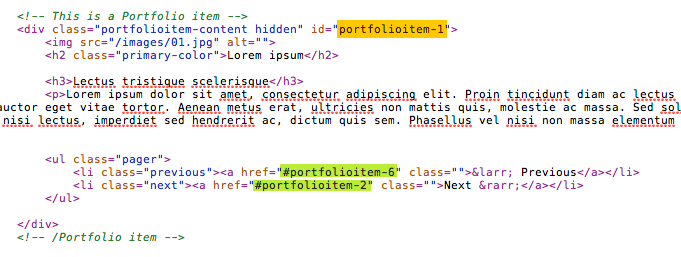 <!-- This is a Portfolio item -->
<div class="portfolioitem-content hidden" id="portfolioitem-1">
<img src="/images/01.jpg" alt="">
<h2 class="primary-color">Lorem ipsum</h2>
<h3>Lectus tristique scelerisque</h3>
<p>Lorem ipsum dolor sit amet, consectetur adipiscing elit. Proin tincidunt diam ac lectus
auctor eget vitae tortor. Aenean metus erat, ultricies non mattis quis, molestie ac massa. Sed sol
nisi lectus, imperdiet sed hendrerit ac, dictum quis sem. Phasellus vel nisi non massa elementum
<ul class="pager">
<li class="previous"><a href="#portfolioitem-6" class="">&larr; Previous</a></li>
<li class="next"><a href="#portfolioitem-2" class="">Next &rarr;</a></li>
</ul>
</div>
<!-- /Portfolio item -->